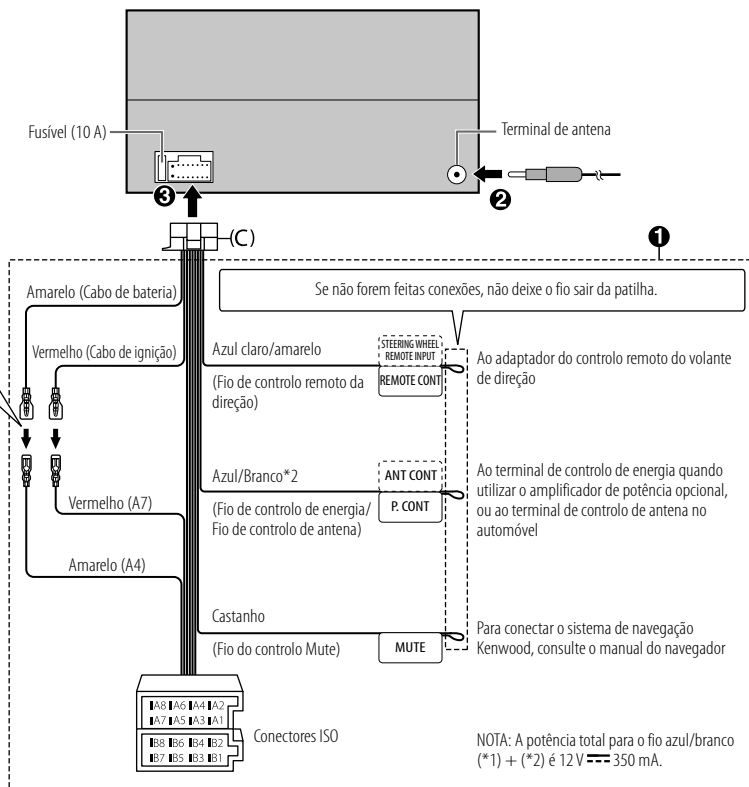 Fusível (10 A)
Terminal de antena
❸
❷
(C)
❶
Se não forem feitas conexões, não deixe o fio sair da patilha.
Amarelo (Cabo de bateria)
Vermelho (Cabo de ignição)
Azul claro/amarelo
(Fio de controlo remoto da
direção)
STEERING WHEEL
REMOTE INPUT
REMOTE CONT
Ao adaptador do controlo remoto do volante
de direção
Azul/Branco*2
(Fio de controlo de energia/
Fio de controlo de antena)
ANT CONT
P. CONT
Ao terminal de controlo de energia quando
utilizar o amplificador de potência opcional,
ou ao terminal de controlo de antena no
automóvel
Vermelho (A7)
Amarelo (A4)
Castanho
(Fio do controlo Mute)
MUTE
Para conectar o sistema de navegação
Kenwood, consulte o manual do navegador
A8 A6 A4 A2
A7 A5 A3 A1
B8 B6 B4 B2
B7 B5 B3 B1
Conectores ISO
NOTA: A potência total para o fio azul/branco
(*1) + (*2) é 12 V ⎓ 350 mA.